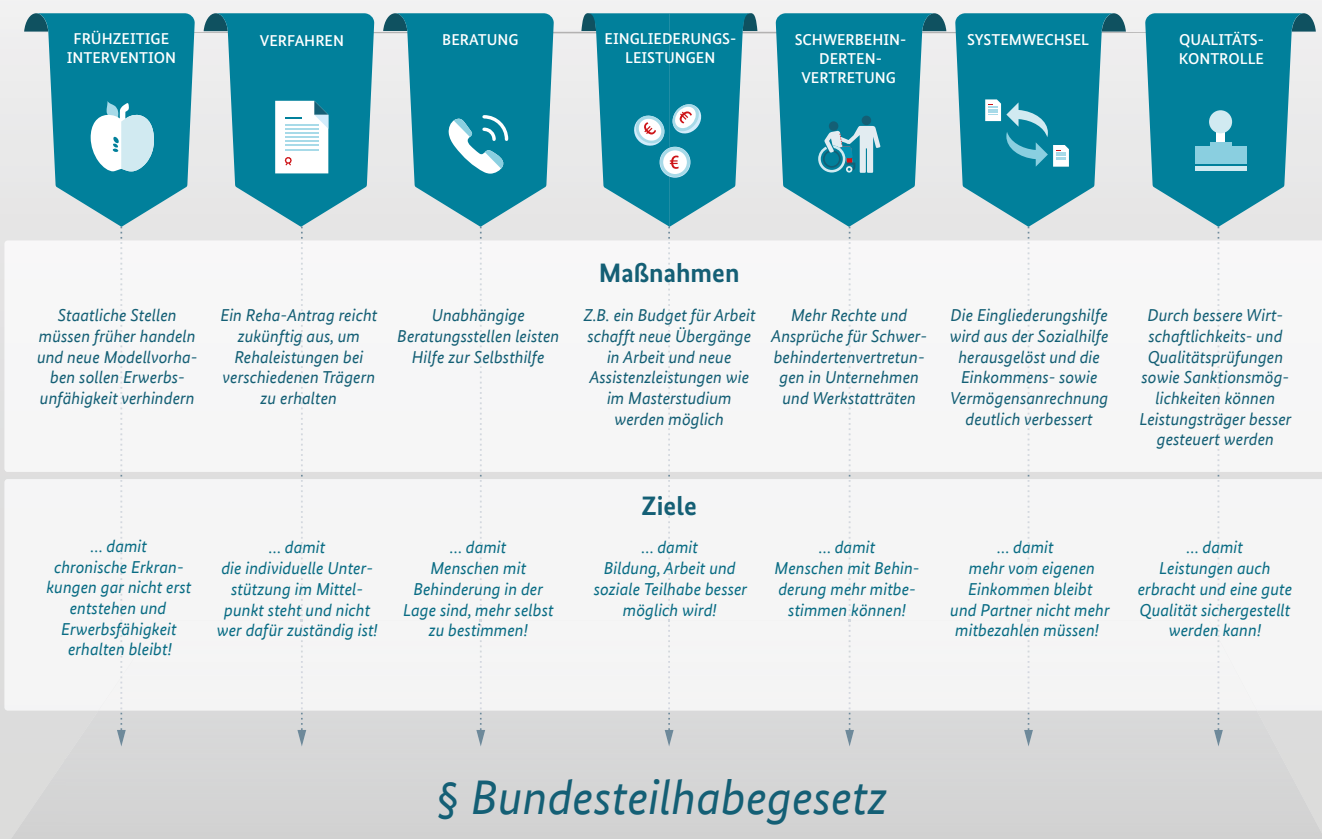 FRÜHZEITIGE
INTERVENTION
VERFAHREN
BERATUNG
EINGLIEDERUNGS-
LEISTUNGEN
SCHWERBEHIN-
DERTEN-
VERTRETUNG
SYSTEMWECHSEL
QUALITÄTS-
KONTROLLE
€
€
€
Maßnahmen
Staatliche Stellen
müssen früher handeln
und neue Modellvorha-
ben sollen Erwerbs-
unfähigkeit verhindern
Ein Reha-Antrag reicht
zukünftig aus, um
Rehaleistungen bei
verschiedenen Trägern
zu erhalten
Unabhängige
Beratungsstellen leisten
Hilfe zur Selbsthilfe
Z.B. ein Budget für Arbeit
schafft neue Übergänge
in Arbeit und neue
Assistenzleistungen wie
im Masterstudium
werden möglich
Mehr Rechte und
Ansprüche für Schwer-
behindertenvertretun-
gen in Unternehmen
und Werkstatträten
Die Eingliederungshilfe
wird aus der Sozialhilfe
herausgelöst und die
Einkommens- sowie
Vermögensanrechnung
deutlich verbessert
Durch bessere Wirt-
schaftlichkeits- und
Qualitätsprüfungen
sowie Sanktionsmög-
lichkeiten können
Leistungsträger besser
gesteuert werden
Ziele
... damit
chronische Erkran-
kungen gar nicht erst
entstehen und
Erwerbsfähigkeit
erhalten bleibt!
... damit
die individuelle Unter-
stützung im Mittel-
punkt steht und nicht
wer dafür zuständig ist!
... damit
Menschen mit
Behinderung in der
Lage sind, mehr selbst
zu bestimmen!
... damit
Bildung, Arbeit und
soziale Teilhabe besser
möglich wird!
... damit
Menschen mit Behin-
derung mehr mitbe-
stimmen können!
... damit
mehr vom eigenen
Einkommen bleibt
und Partner nicht mehr
mitbezahlen müssen!
... damit
Leistungen auch
erbracht und eine gute
Qualität sichergestellt
werden kann!
§ Bundesteilhabegesetz